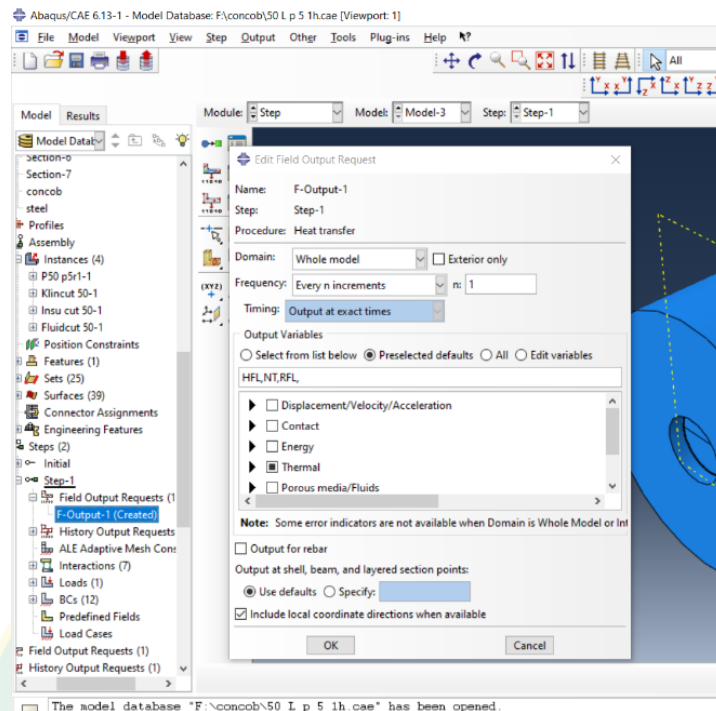 Abaqus/CAE 6.13-1 - Model Database: F:\concob\50 L p 5 1h.cae [Viewport: 1]
File Model Viewport View Step Output Other Tools Plug-ins Help
All
Model Results
Module: Step Model: Model-3 Step: Step-1
Model Datab
Section-6
Section-7
concob
steel
Profiles
Assembly
Instances (4)
P50 p5r1-1
Klincut 50-1
Insu cut 50-1
Fluidcut 50-1
Position Constraints
Features (1)
Sets (25)
Surfaces (39)
Connector Assignments
Engineering Features
Steps (2)
Initial
Step-1
Field Output Requests (1
F-Output-1 (Created)
History Output Requests
ALE Adaptive Mesh Cons
Interactions (7)
Loads (1)
BCs (12)
Predefined Fields
Load Cases
Field Output Requests (1)
History Output Requests (1)
(XYZ)
Edit Field Output Request
Name: F-Output-1
Step: Step-1
Procedure: Heat transfer
Domain: Whole model Exterior only
Frequency: Every n increments n: 1
Timing: Output at exact times
Output Variables
Select from list below Preselected defaults All Edit variables
HFL,NT,RFL,
Displacement/Velocity/Acceleration
Contact
Energy
Thermal
Porous media/Fluids
Note: Some error indicators are not available when Domain is Whole Model or Int
Output for rebar
Output at shell, beam, and layered section points:
Use defaults Specify:
Include local coordinate directions when available
OK Cancel
The model database "F:\concob\50 L p 5 1h.cae" has been opened.